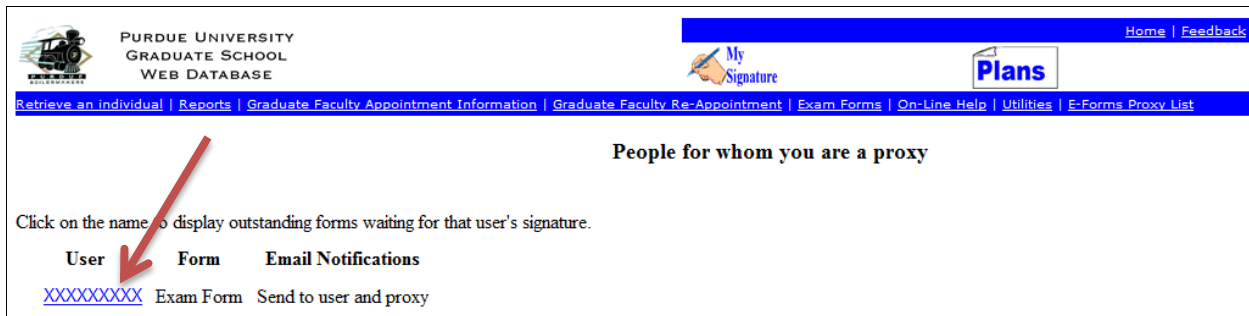 PURDUE UNIVERSITY
GRADUATE SCHOOL
WEB DATABASE
PURDUE
BOILERMAKERS
Home | Feedback
My
Signature
Plans
Retrieve an individual | Reports | Graduate Faculty Appointment Information | Graduate Faculty Re-Appointment | Exam Forms | On-Line Help | Utilities | E-Forms Proxy List
People for whom you are a proxy
Click on the name to display outstanding forms waiting for that user's signature.
User Form Email Notifications
XXXXXXXXX Exam Form Send to user and proxy